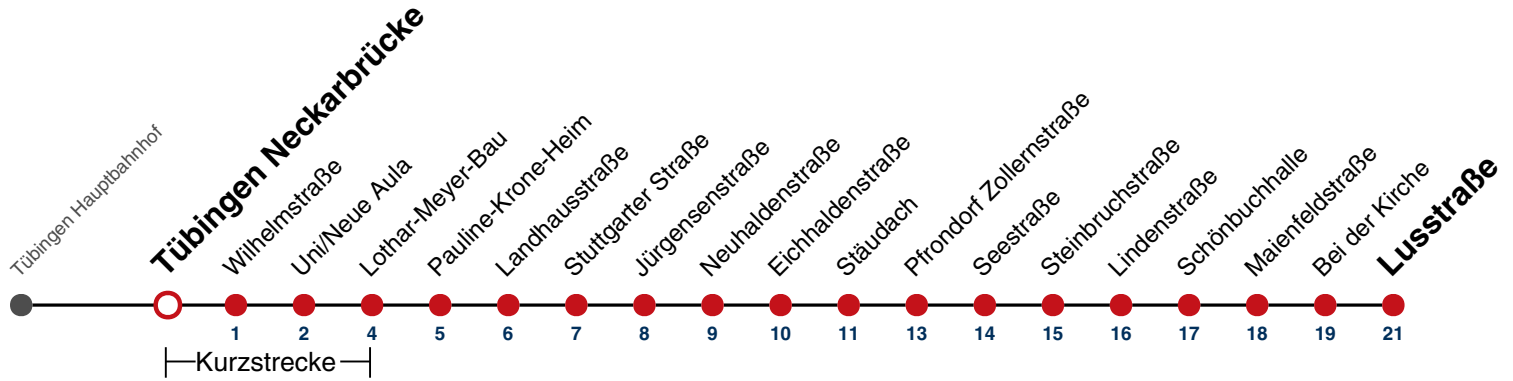 Tübingen Hauptbahnhof
Tübingen Neckarbrücke
Wilhelmstraße
Uni/Neue Aula
Lothar-Meyer-Bau
Pauline-Krone-Heim
Landhausstraße
Stuttgarter Straße
Jürgensenstraße
Neuhaldenstraße
Eichhaldenstraße
Stäudach
Pfrondorf Zollernstraße
Seestraße
Steinbruchstraße
Lindenstraße
Schönbuchhalle
Maienfeldstraße
Bei der Kirche
Lusstraße
1 2 4 5 6 7 8 9 10 11 13 14 15 16 17 18 19 21
Kurzstrecke